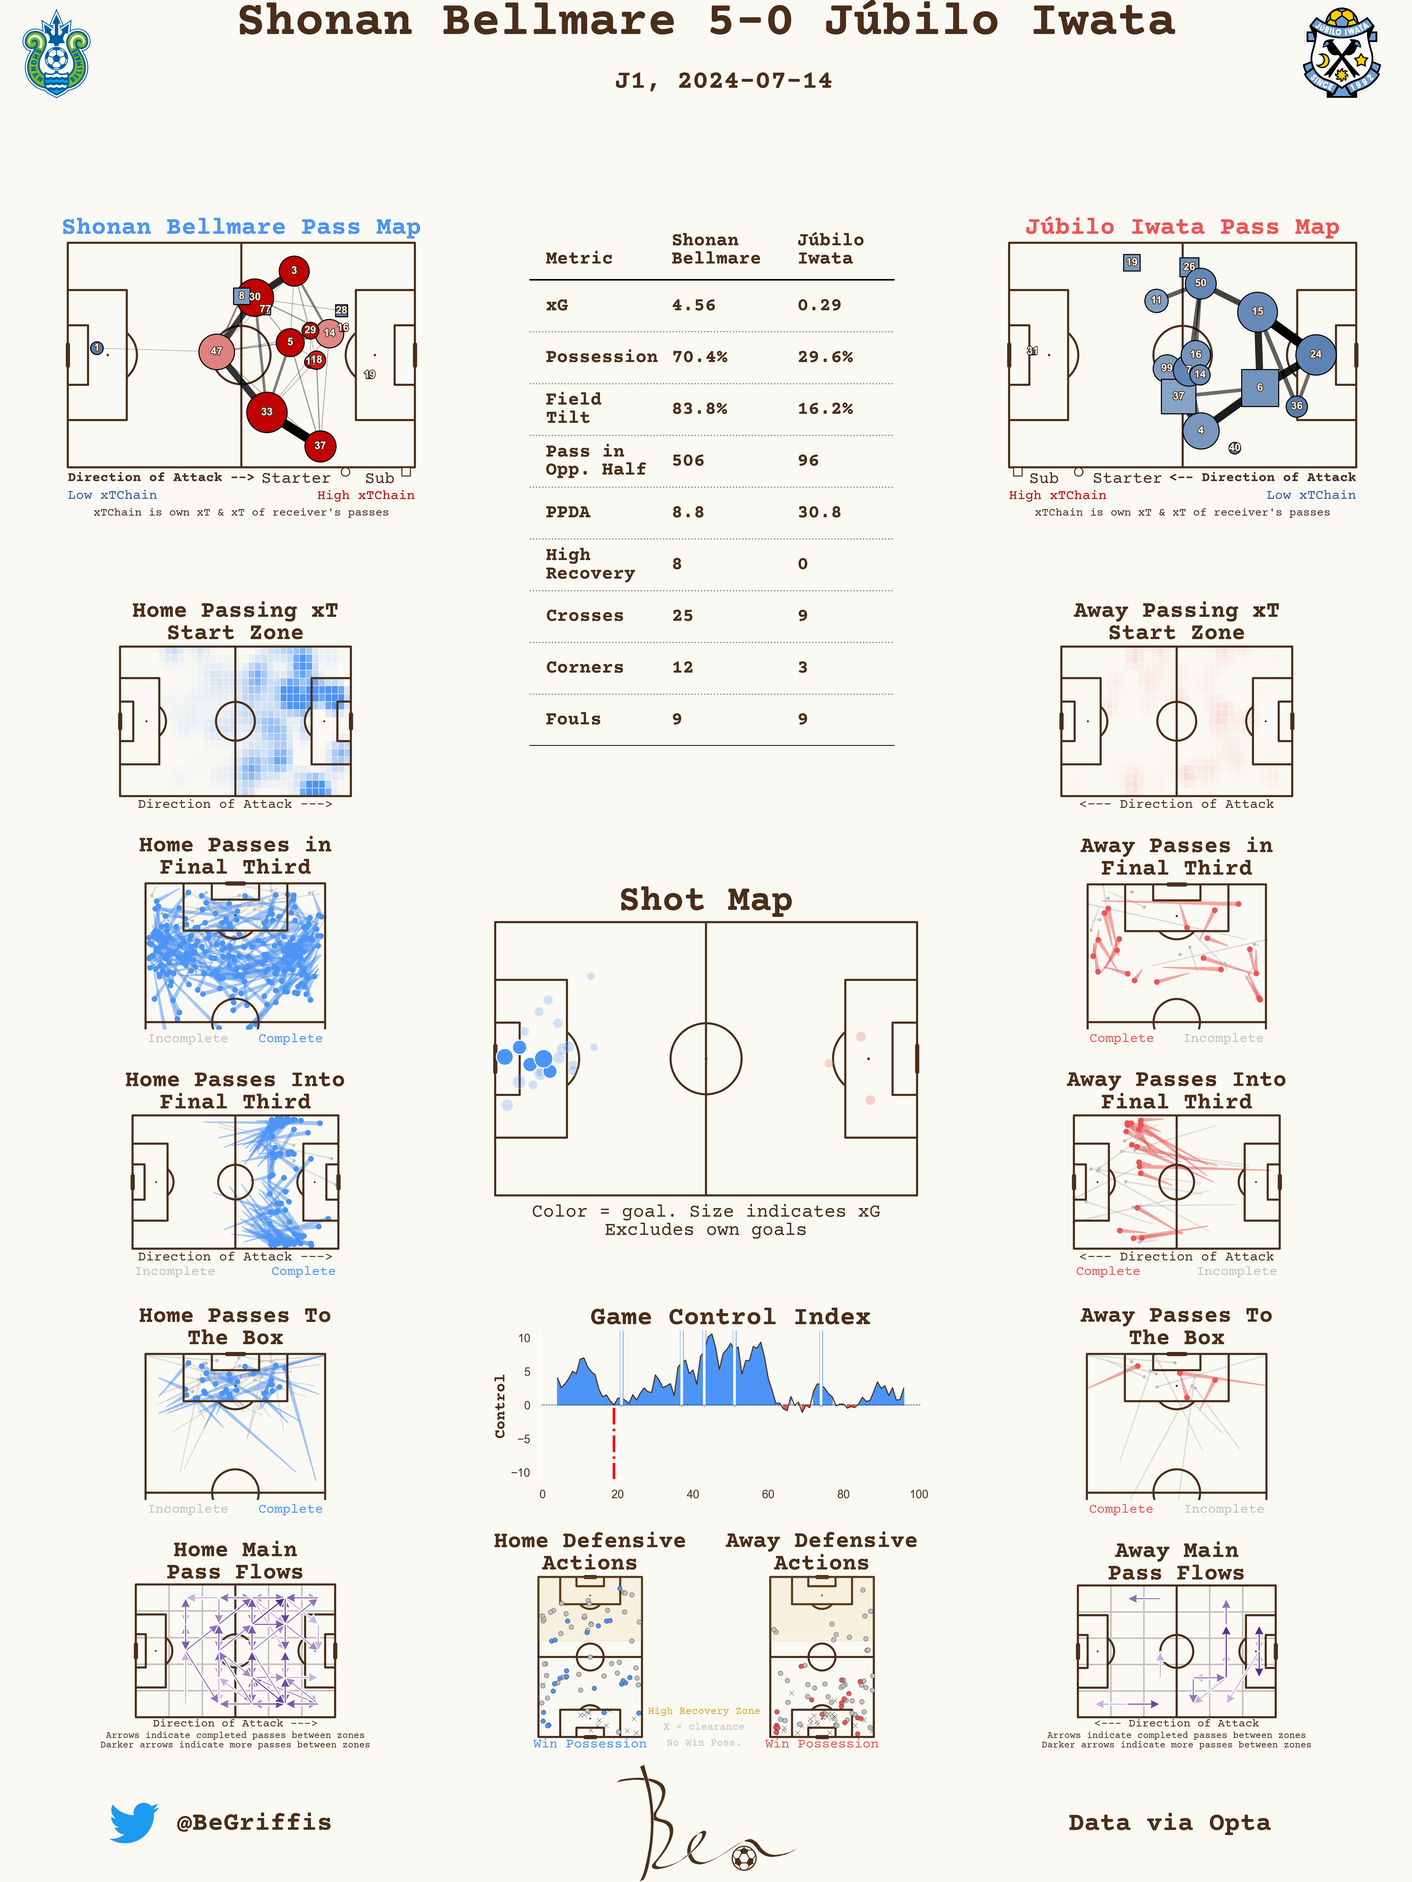 Shonan Bellmare 5-0 Júbilo Iwata
J1, 2024-07-14
SHONAN BELLMARE
JUBILO IWATA
SINCE 1992
Shonan Bellmare Pass Map
3
8
30
77
28
29
14
16
47
5
18
1
19
33
37
Direction of Attack --> Starter Sub
Low xTChain High xTChain
xTChain is own xT & xT of receiver's passes
Metric Shonan Bellmare Júbilo Iwata
xG 4.56 0.29
Possession 70.4% 29.6%
Field Tilt 83.8% 16.2%
Pass in Opp. Half 506 96
PPDA 8.8 30.8
High Recovery 8 0
Crosses 25 9
Corners 12 3
Fouls 9 9
Júbilo Iwata Pass Map
19
26
50
11
15
31
16
24
99
7
14
37
6
36
4
40
Sub Starter <-- Direction of Attack
High xTChain Low xTChain
xTChain is own xT & xT of receiver's passes
Home Passing xT
Start Zone
Direction of Attack --->
Away Passing xT
Start Zone
<--- Direction of Attack
Home Passes in
Final Third
Incomplete Complete
Away Passes in
Final Third
Complete Incomplete
Shot Map
Color = goal. Size indicates xG
Excludes own goals
Home Passes Into
Final Third
Direction of Attack --->
Incomplete Complete
Away Passes Into
Final Third
<--- Direction of Attack
Complete Incomplete
Home Passes To
The Box
Incomplete Complete
Game Control Index
Control
10
5
0
−5
−10
0 20 40 60 80 100
Away Passes To
The Box
Complete Incomplete
Home Main
Pass Flows
Direction of Attack --->
Arrows indicate completed passes between zones
Darker arrows indicate more passes between zones
Home Defensive
Actions
Win Possession
High Recovery Zone
X = clearance
No Win Poss.
Away Defensive
Actions
Win Possession
Away Main
Pass Flows
<--- Direction of Attack
Arrows indicate completed passes between zones
Darker arrows indicate more passes between zones
@BeGriffis
Ben
Data via Opta